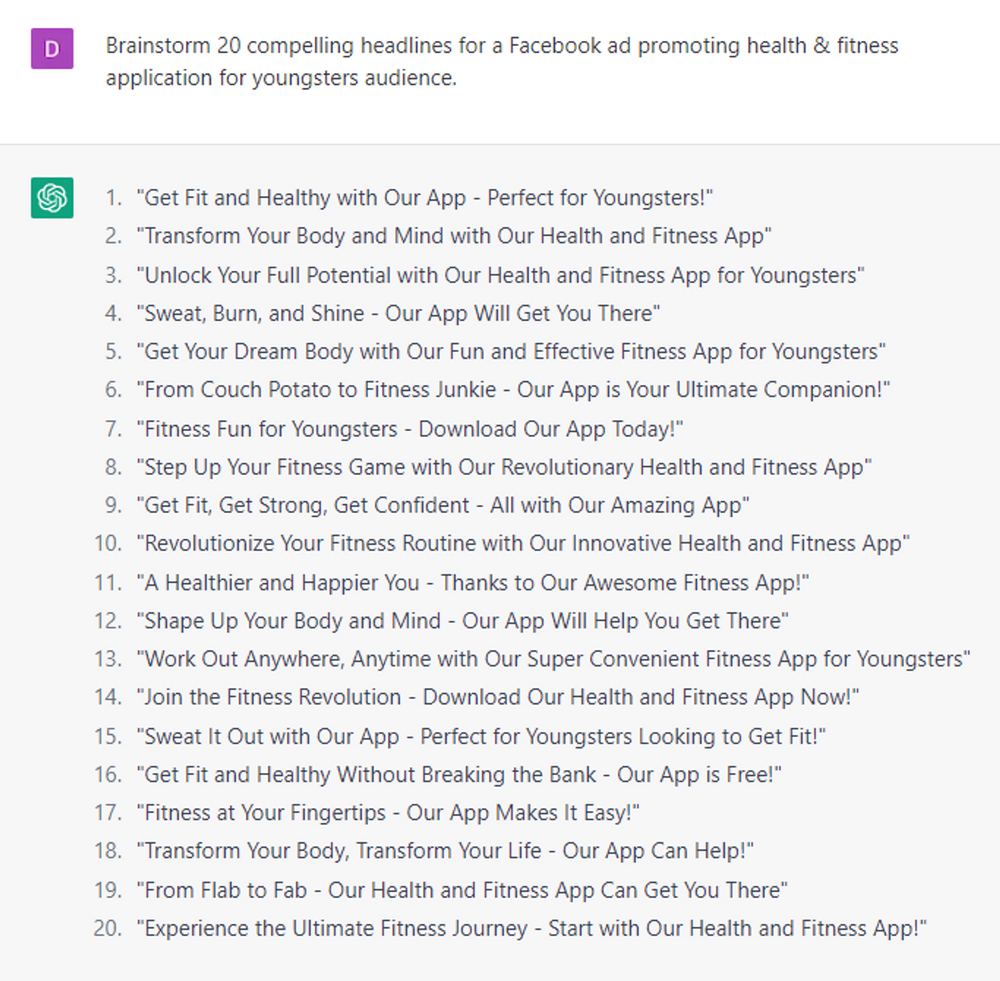 D
Brainstorm 20 compelling headlines for a Facebook ad promoting health & fitness
application for youngsters audience.
1. "Get Fit and Healthy with Our App - Perfect for Youngsters!"
2. "Transform Your Body and Mind with Our Health and Fitness App"
3. "Unlock Your Full Potential with Our Health and Fitness App for Youngsters"
4. "Sweat, Burn, and Shine - Our App Will Get You There"
5. "Get Your Dream Body with Our Fun and Effective Fitness App for Youngsters"
6. "From Couch Potato to Fitness Junkie - Our App is Your Ultimate Companion!"
7. "Fitness Fun for Youngsters - Download Our App Today!"
8. "Step Up Your Fitness Game with Our Revolutionary Health and Fitness App"
9. "Get Fit, Get Strong, Get Confident - All with Our Amazing App"
10. "Revolutionize Your Fitness Routine with Our Innovative Health and Fitness App"
11. "A Healthier and Happier You - Thanks to Our Awesome Fitness App!"
12. "Shape Up Your Body and Mind - Our App Will Help You Get There"
13. "Work Out Anywhere, Anytime with Our Super Convenient Fitness App for Youngsters"
14. "Join the Fitness Revolution - Download Our Health and Fitness App Now!"
15. "Sweat It Out with Our App - Perfect for Youngsters Looking to Get Fit!"
16. "Get Fit and Healthy Without Breaking the Bank - Our App is Free!"
17. "Fitness at Your Fingertips - Our App Makes It Easy!"
18. "Transform Your Body, Transform Your Life - Our App Can Help!"
19. "From Flab to Fab - Our Health and Fitness App Can Get You There"
20. "Experience the Ultimate Fitness Journey - Start with Our Health and Fitness App!"